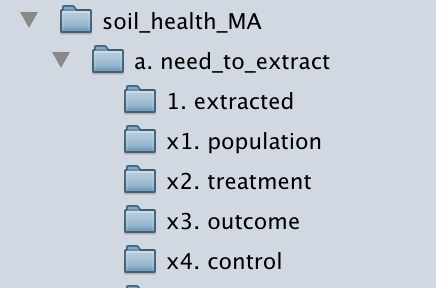 soil_health_MA
a. need_to_extract
1. extracted
x1. population
x2. treatment
x3. outcome
x4. control